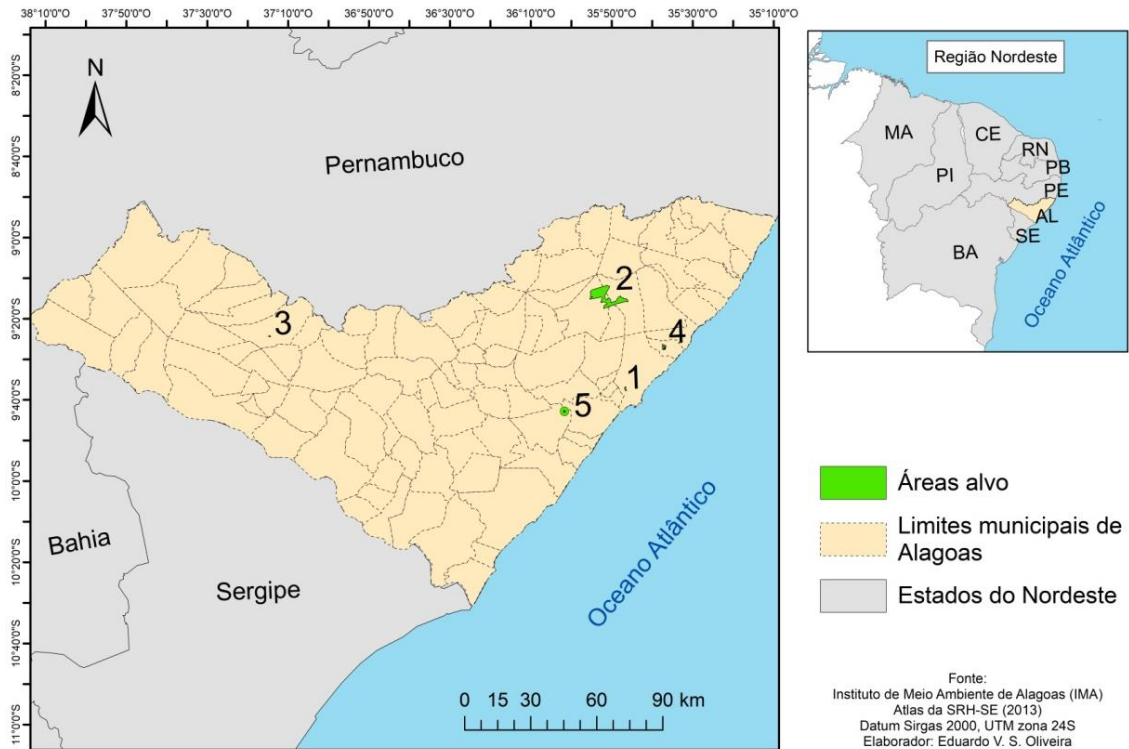 38°10'0"O 37°50'0"O 37°30'0"O 37°10'0"O 36°50'0"O 36°30'0"O 36°10'0"O 35°50'0"O 35°30'0"O 35°10'0"O
8°20'0"S
8°40'0"S
9°0'0"S
9°20'0"S
9°40'0"S
10°0'0"S
10°20'0"S
10°40'0"S
11°0'0"S
N
Pernambuco
2
3
4
1
5
Bahia
Sergipe
Oceano Atlântico
0 15 30 60 90 km
Região Nordeste
MA
CE
RN
PB
PI
PE
AL
SE
BA
Oceano Atlântico
Áreas alvo
Limites municipais de
Alagoas
Estados do Nordeste
Fonte:
Instituto de Meio Ambiente de Alagoas (IMA)
Atlas da SRH-SE (2013)
Datum Sirgas 2000, UTM zona 24S
Elaborador: Eduardo V. S. Oliveira